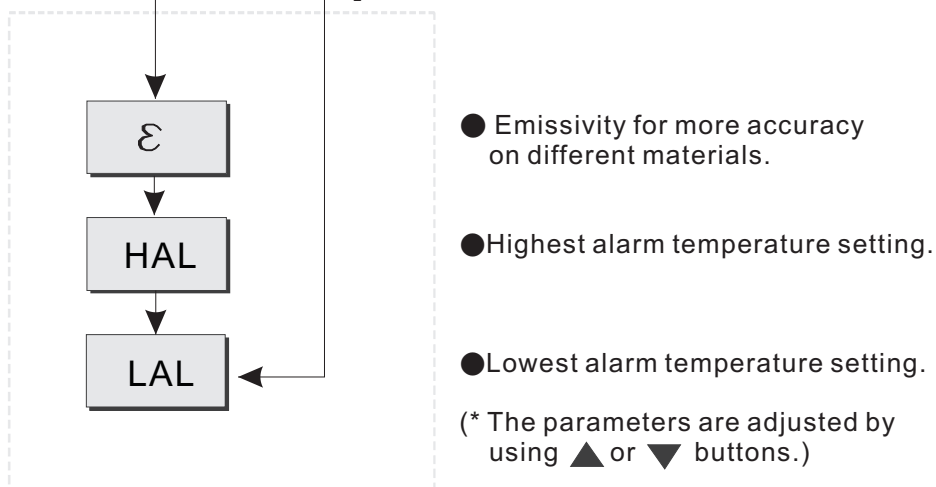 ε
● Emissivity for more accuracy
on different materials.
HAL
●Highest alarm temperature setting.
LAL
●Lowest alarm temperature setting.
(* The parameters are adjusted by
using ▲ or ▼ buttons.)